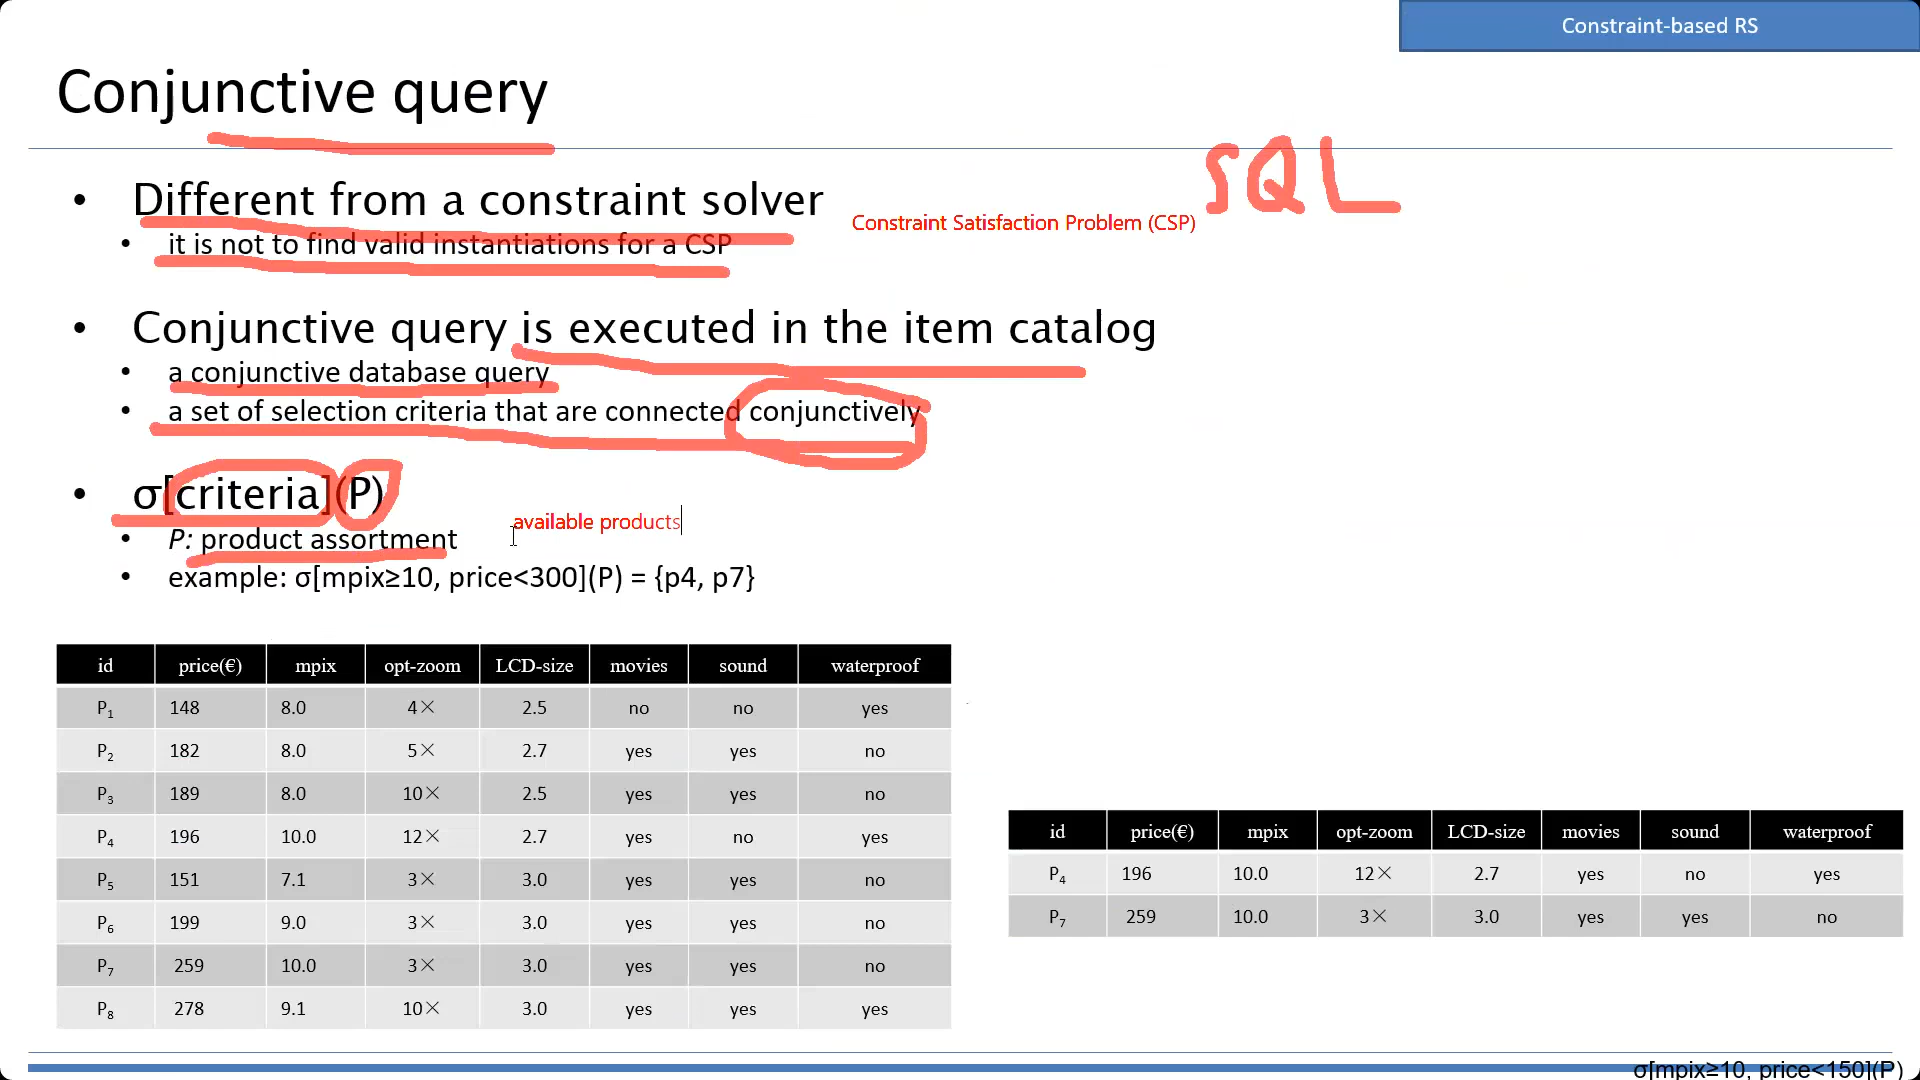 Constraint-based RS
Conjunctive query
SQL
• Different from a constraint solver
Constraint Satisfaction Problem (CSP)
• it is not to find valid instantiations for a CSP
• Conjunctive query is executed in the item catalog
• a conjunctive database query
• a set of selection criteria that are connected conjunctively
• σ[criteria](P)
available products
• P: product assortment
• example: σ[mpix≥10, price<300](P) = {p4, p7}
id price(€) mpix opt-zoom LCD-size movies sound waterproof
P1 148 8.0 4× 2.5 no no yes
P2 182 8.0 5× 2.7 yes yes no
P3 189 8.0 10× 2.5 yes yes no
P4 196 10.0 12× 2.7 yes no yes
P5 151 7.1 3× 3.0 yes yes no
P6 199 9.0 3× 3.0 yes yes no
P7 259 10.0 3× 3.0 yes yes no
P8 278 9.1 10× 3.0 yes yes yes
id price(€) mpix opt-zoom LCD-size movies sound waterproof
P4 196 10.0 12× 2.7 yes no yes
P7 259 10.0 3× 3.0 yes yes no
σ[mpix≥10, price<150](P)